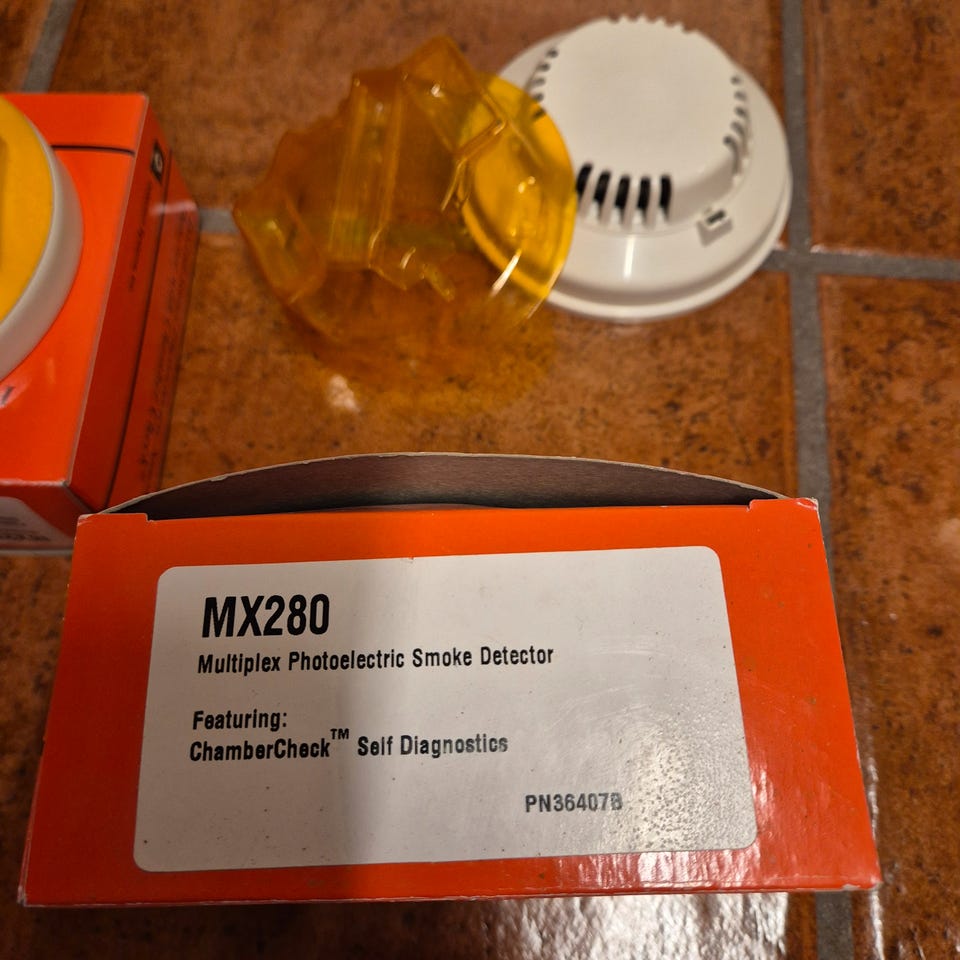 MX280
Multiplex Photoelectric Smoke Detector
Featuring:
ChamberCheck™ Self Diagnostics
PN36407B